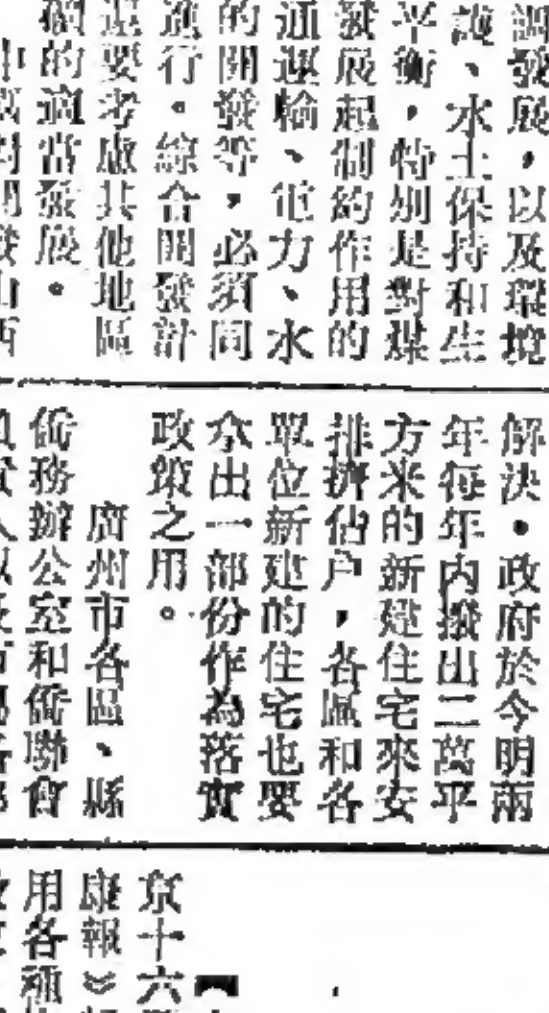 調發展，以及環境
護、水土保持和生
平衡，特別是對煤
發展起制約作用的
通運輸、電力、水
的開發等，必須同
進行。綜合開發計
還要考慮其他地區
的適當發展。
解決。政府於今明兩
年每年內撥出二萬平
方米的新建住宅來安
排擠佔户，各區和各
單位新建的住宅也要
拿出一部份作為落實
政策之用。
廣州市各區、縣
僑務辦公室和僑聯會
京十六
康報》
用各種